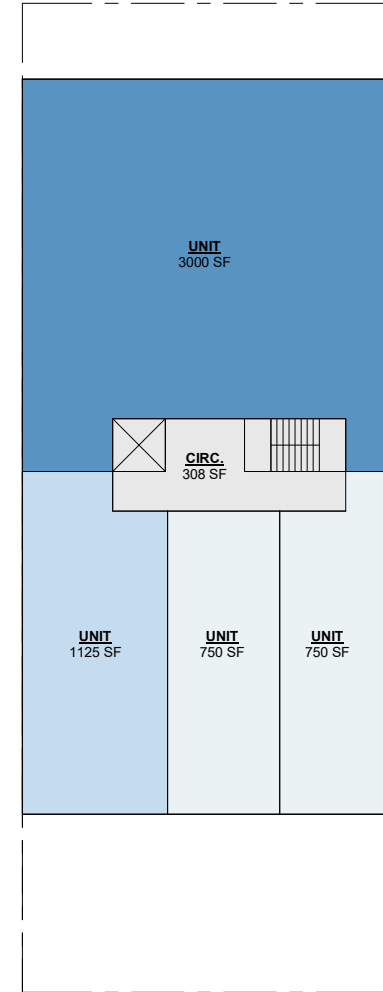 UNIT
3000 SF
CIRC.
308 SF
UNIT
1125 SF
UNIT
750 SF
UNIT
750 SF